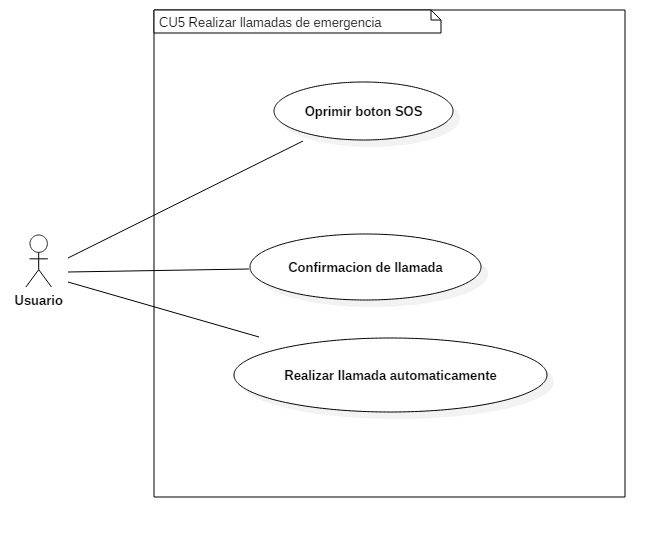 CU5 Realizar llamadas de emergencia
Oprimir boton SOS
Confirmacion de llamada
Usuario
Realizar llamada automaticamente